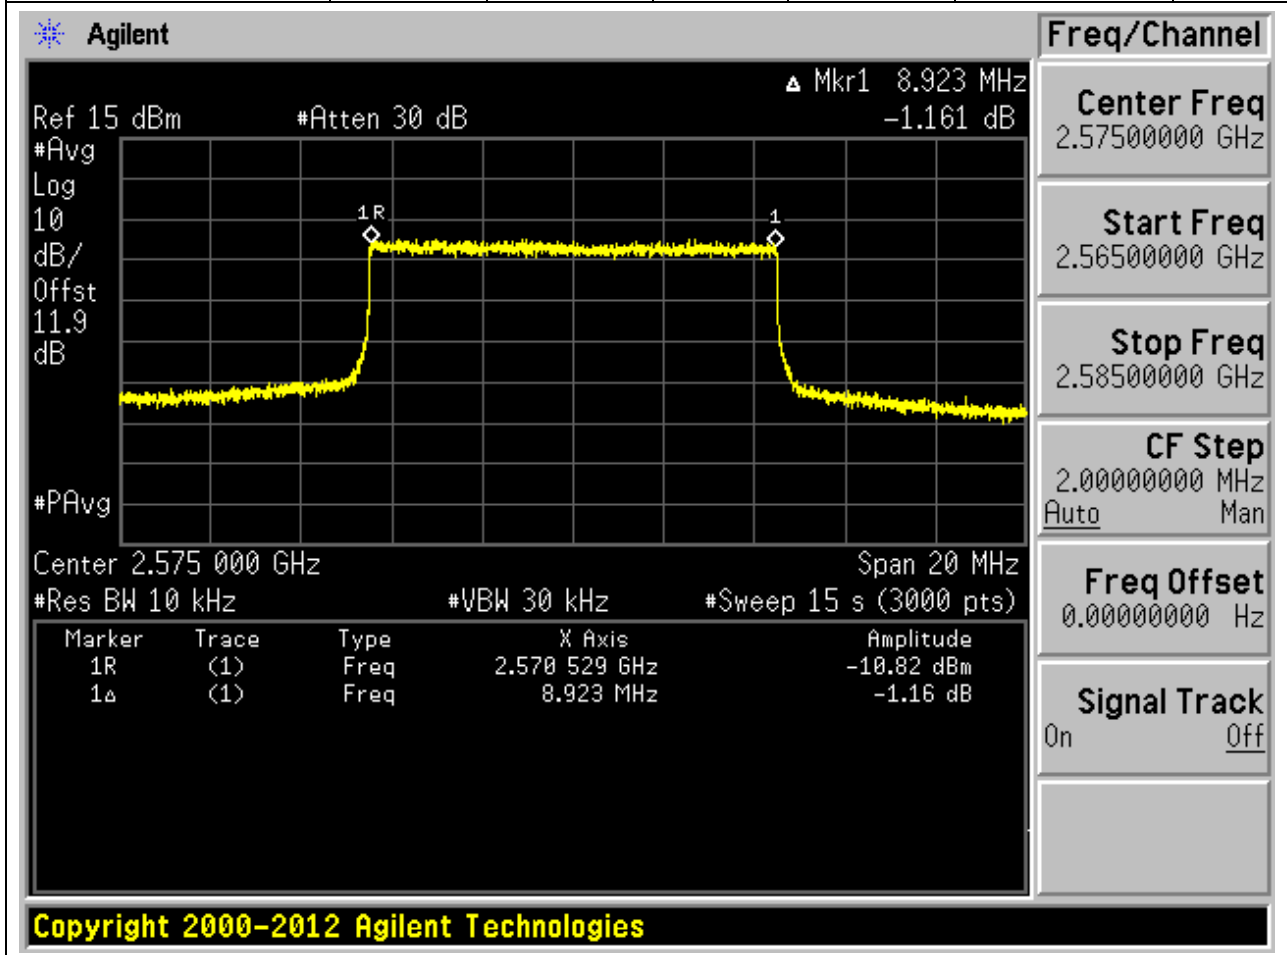 Agilent
Δ Mkr1 8.923 MHz
Ref 15 dBm #Atten 30 dB -1.161 dB
#Avg
Log
10
dB/
Offst
11.9
dB
1R
1
#PAvg
Center 2.575 000 GHz Span 20 MHz
#Res BW 10 kHz #VBW 30 kHz #Sweep 15 s (3000 pts)
Marker Trace Type X Axis Amplitude
1R (1) Freq 2.570 529 GHz -10.82 dBm
1Δ (1) Freq 8.923 MHz -1.16 dB
Freq/Channel
Center Freq
2.57500000 GHz
Start Freq
2.56500000 GHz
Stop Freq
2.58500000 GHz
CF Step
2.00000000 MHz
Auto Man
Freq Offset
0.00000000 Hz
Signal Track
On Off
Copyright 2000-2012 Agilent Technologies